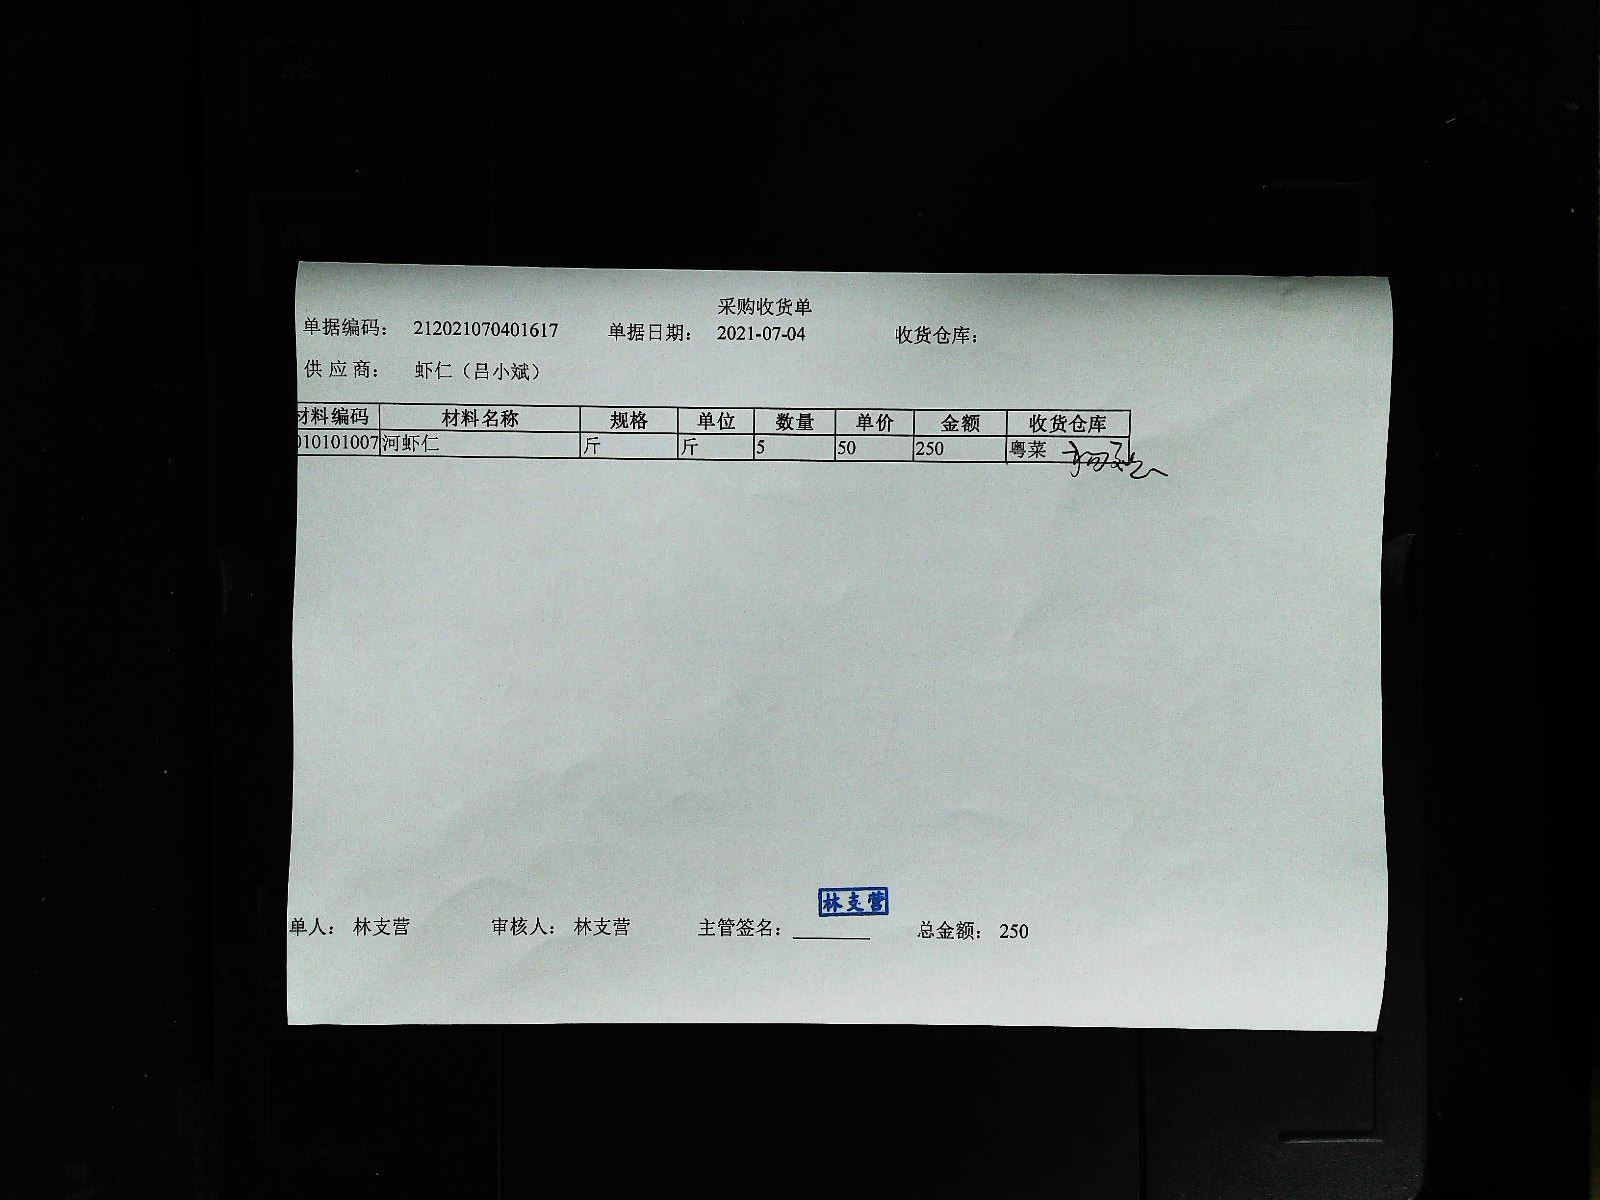 采购收货单
单据编码： 212021070401617 单据日期： 2021-07-04 收货仓库：
供应商： 虾仁（吕小斌）
材料编码 材料名称 规格 单位 数量 单价 金额 收货仓库
010101007 河虾仁 斤 斤 5 50 250 粤菜
林支营
单人： 林支营 审核人： 林支营 主管签名： 总金额： 250